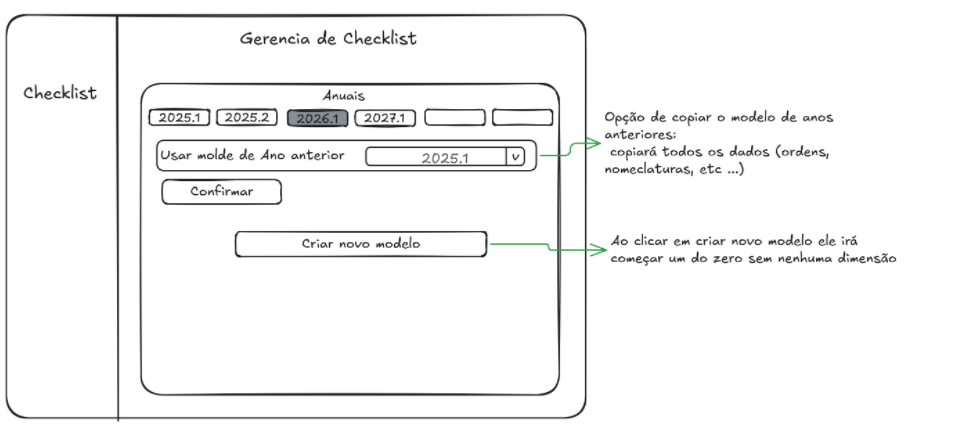 Gerencia de Checklist
Checklist
Anuais
2025.1 2025.2 2026.1 2027.1
Usar molde de Ano anterior 2025.1 v
Confirmar
Criar novo modelo
Opção de copiar o modelo de anos
anteriores:
copiará todos os dados (ordens,
nomeclaturas, etc ...)
Ao clicar em criar novo modelo ele irá
começar um do zero sem nenhuma dimensão